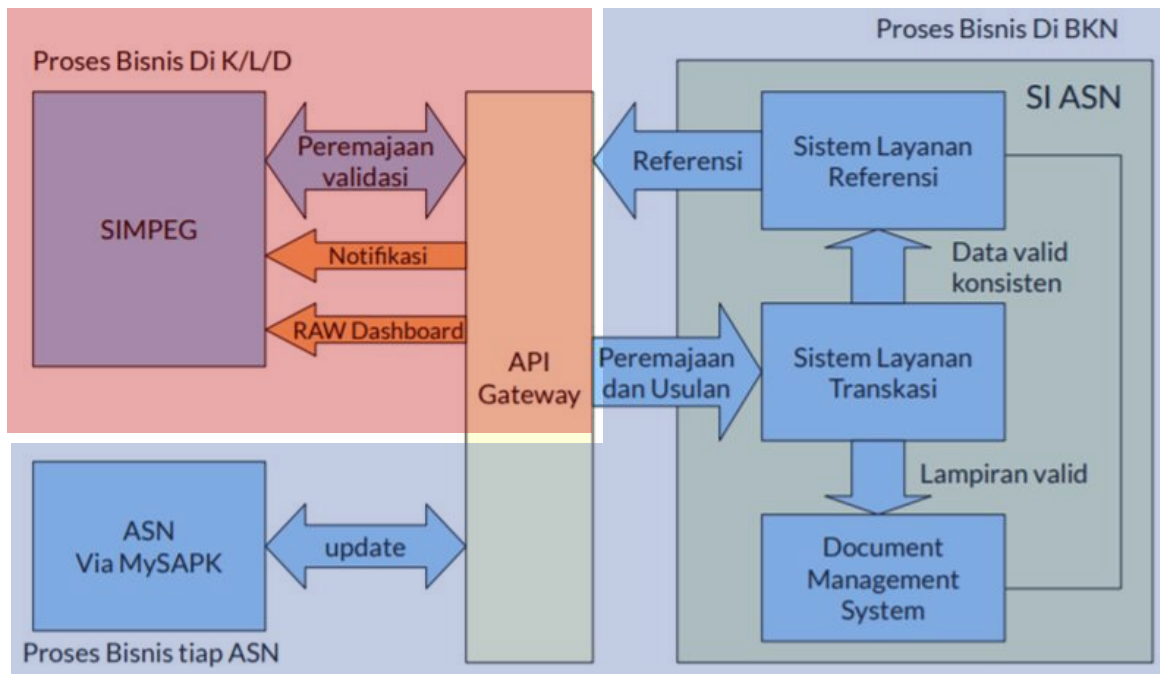 Proses Bisnis Di K/L/D
SIMPEG
Peremajaan
validasi
Notifikasi
RAW Dashboard
API
Gateway
ASN
Via MySAPK
update
Proses Bisnis tiap ASN
Proses Bisnis Di BKN
SI ASN
Referensi
Sistem Layanan
Referensi
Data valid
konsisten
Peremajaan
dan Usulan
Sistem Layanan
Transkasi
Lampiran valid
Document
Management
System